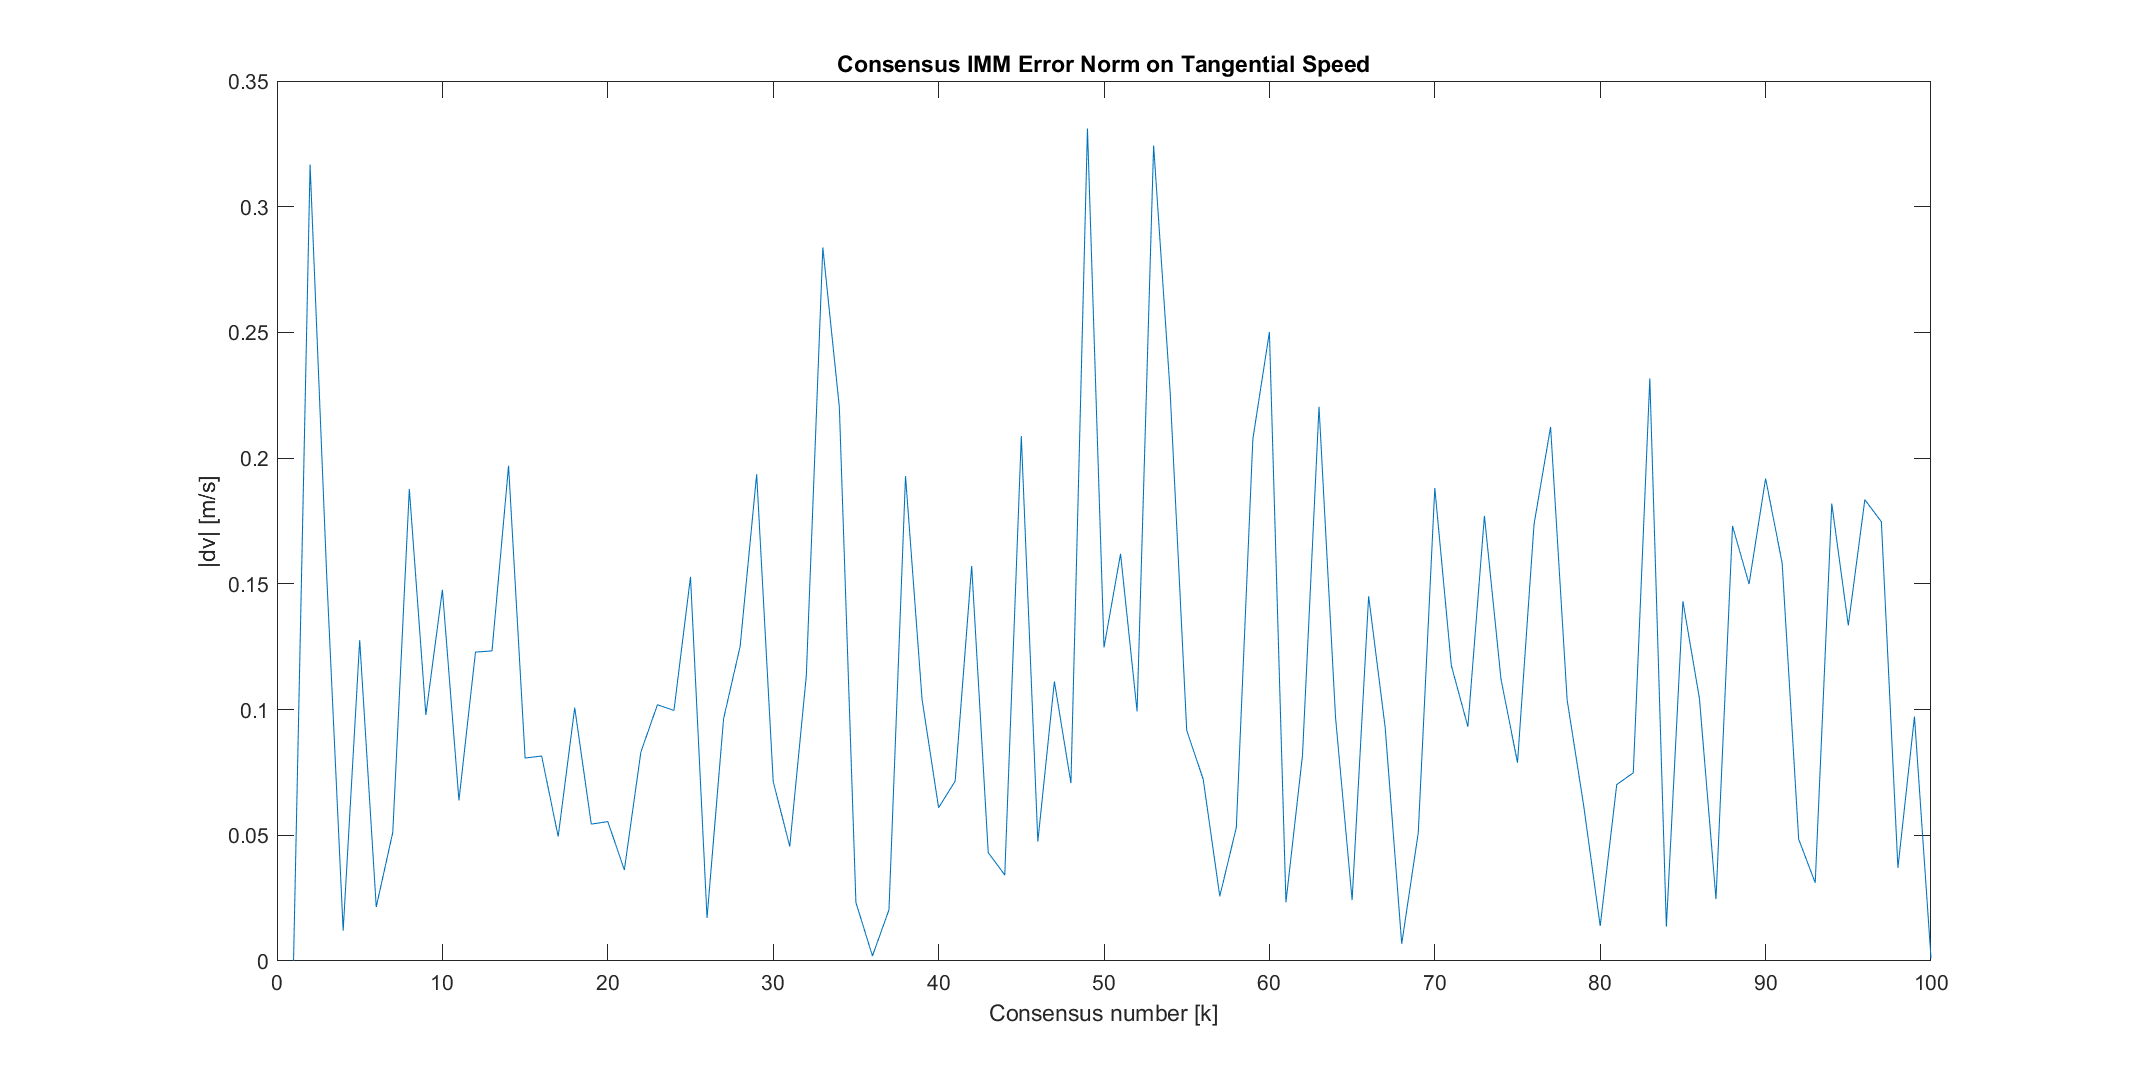 Consensus IMM Error Norm on Tangential Speed
0.35
0.3
0.25
0.2
0.15
0.1
0.05
0
|dv| [m/s]
0 10 20 30 40 50 60 70 80 90 100
Consensus number [k]